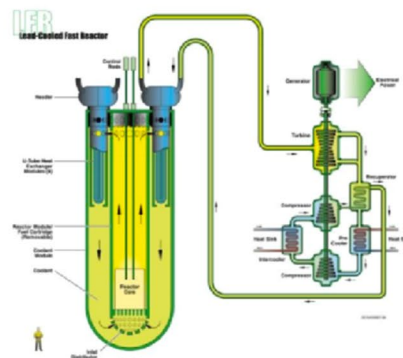 LFR
Lead-Cooled Fast Reactor
Control
Rods
Header
U-Tube Heat
Exchanger
Modules (4)
Reactor Module/
Fuel Cartridge
(Removable)
Coolant
Module
Coolant
Reactor
Core
Inlet
Distributor
Generator
Electrical
Power
Turbine
Recuperator
Compressor
Pre
Cooler
Heat Sink
Heat
Intercooler
Compressor